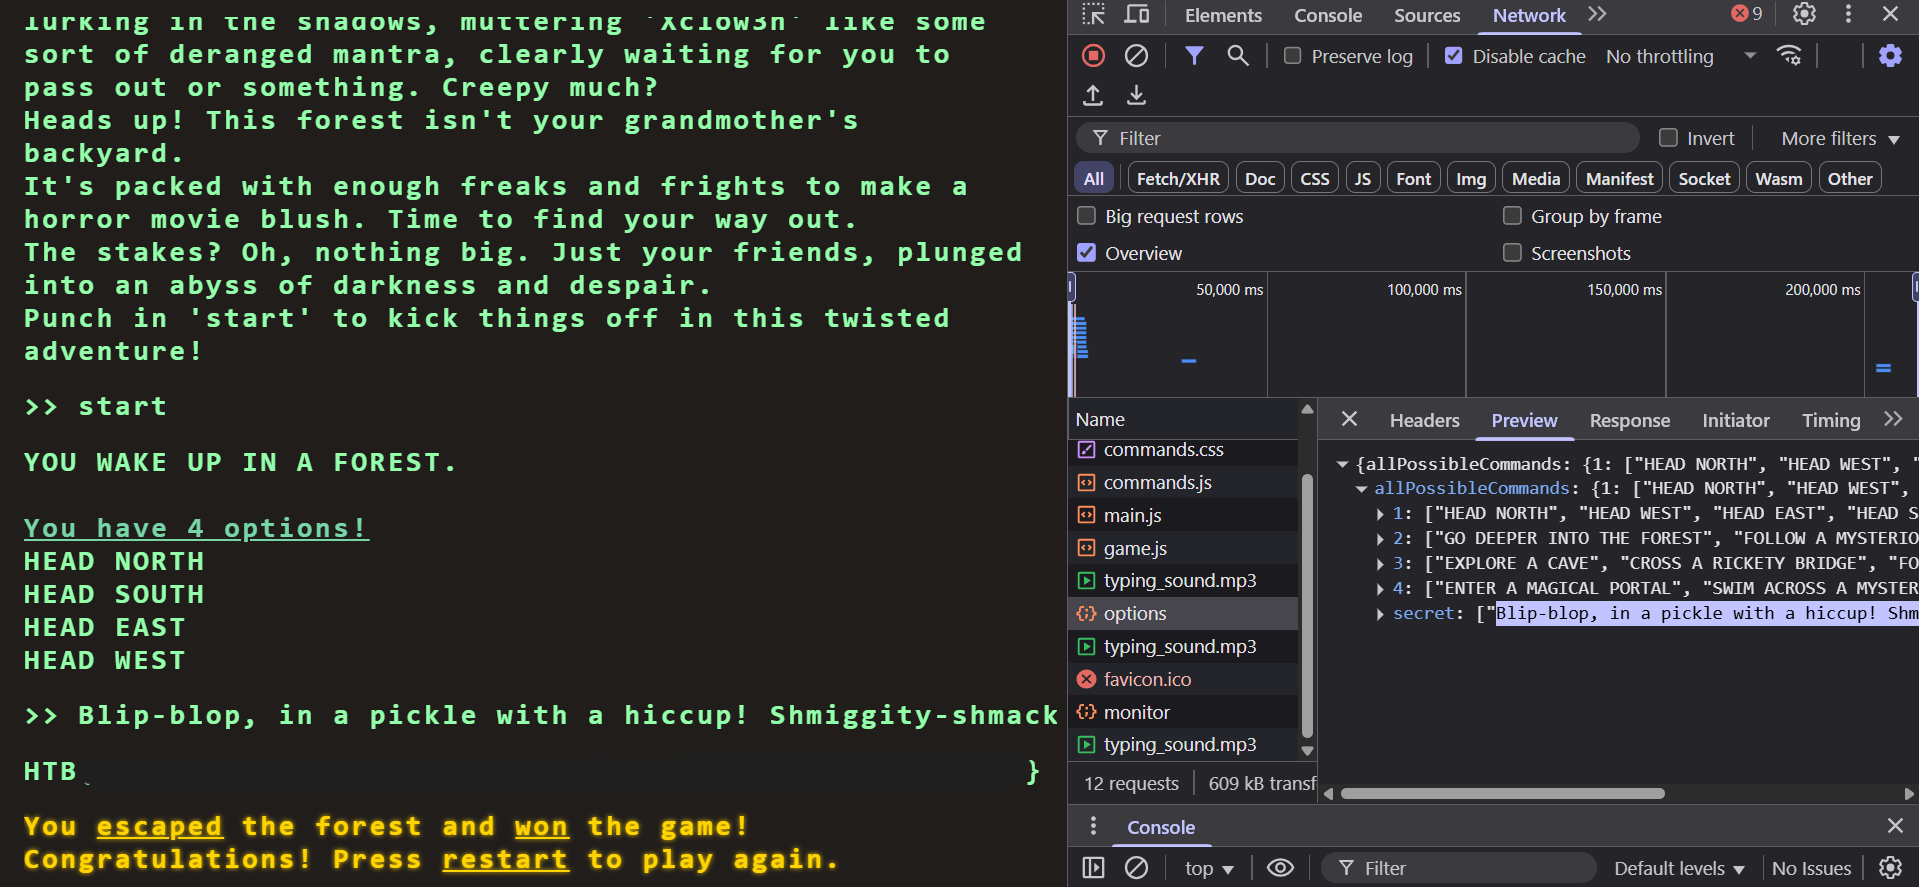 lurking in the shadows, muttering 'Xclow3n' like some
sort of deranged mantra, clearly waiting for you to
pass out or something. Creepy much?
Heads up! This forest isn't your grandmother's
backyard.
It's packed with enough freaks and frights to make a
horror movie blush. Time to find your way out.
The stakes? Oh, nothing big. Just your friends, plunged
into an abyss of darkness and despair.
Punch in 'start' to kick things off in this twisted
adventure!
>> start
YOU WAKE UP IN A FOREST.
You have 4 options!
HEAD NORTH
HEAD SOUTH
HEAD EAST
HEAD WEST
>> Blip-blop, in a pickle with a hiccup! Shmiggity-shmack
HTB }
You escaped the forest and won the game!
Congratulations! Press restart to play again.
Elements Console Sources Network 9
Preserve log Disable cache No throttling
Filter Invert More filters
All Fetch/XHR Doc CSS JS Font Img Media Manifest Socket Wasm Other
Big request rows Group by frame
Overview Screenshots
50,000 ms 100,000 ms 150,000 ms 200,000 ms
Name
commands.css
commands.js
main.js
game.js
typing_sound.mp3
options
typing_sound.mp3
favicon.ico
monitor
typing_sound.mp3
12 requests 609 kB transf
Headers Preview Response Initiator Timing
{allPossibleCommands: {1: ["HEAD NORTH", "HEAD WEST", "
allPossibleCommands: {1: ["HEAD NORTH", "HEAD WEST",
1: ["HEAD NORTH", "HEAD WEST", "HEAD EAST", "HEAD S
2: ["GO DEEPER INTO THE FOREST", "FOLLOW A MYSTERIO
3: ["EXPLORE A CAVE", "CROSS A RICKETY BRIDGE", "FO
4: ["ENTER A MAGICAL PORTAL", "SWIM ACROSS A MYSTER
secret: ["Blip-blop, in a pickle with a hiccup! Shm
Console
top Filter Default levels No Issues